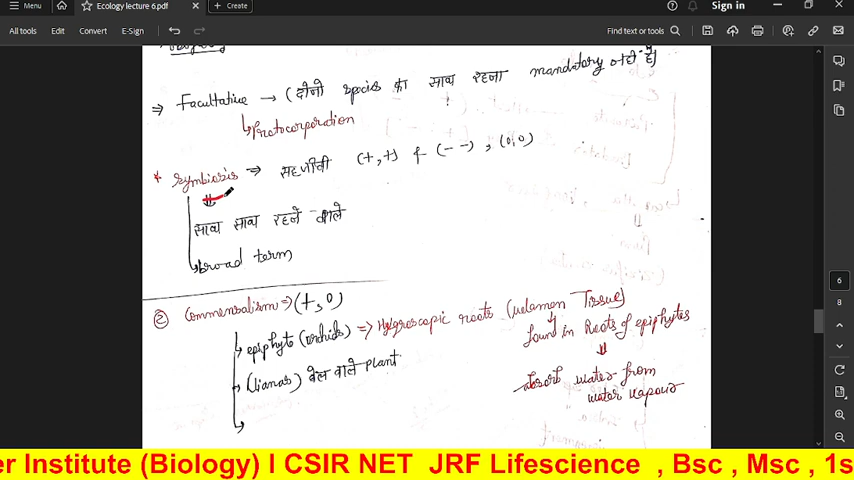 Menu
Ecology lecture 6.pdf
Create
Sign in
All tools Edit Convert E-Sign
Find text or tools
⇒ Facultative → (दोनो species का साथ रहना mandatory नही है
Protocorporation
* Symbiosis ⇒ सहजीवी (+,+) f (- -), (0,0)
साथ साथ रहने वाले
broad term
② Commensalism ⇒ (+, 0)
epiphyte (orchids) ⇒ Hygroscopic roots (velamen Tissue)
found in Roots of epiphytes
(lianas) बेल वाले plant
absorb water from
water vapour
6
8
er Institute (Biology) l CSIR NET JRF Lifescience , Bsc , Msc , 1s